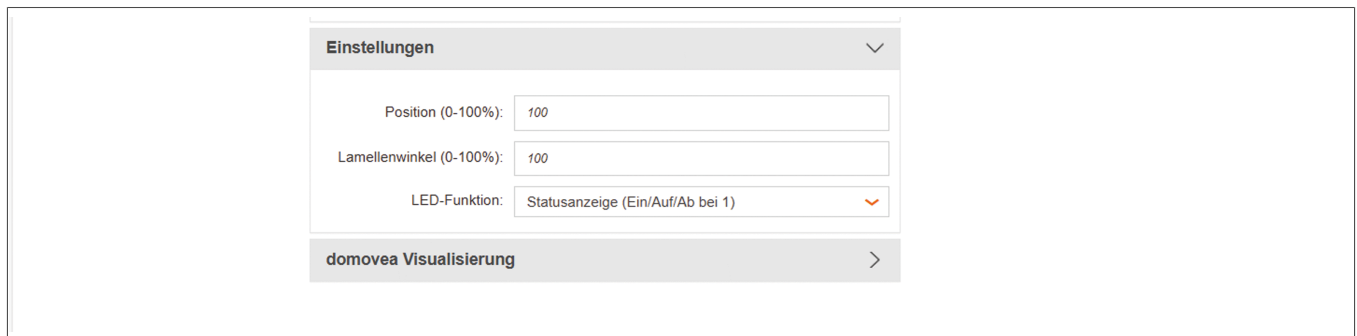 Einstellungen
Position (0-100%): 100
Lamellenwinkel (0-100%): 100
LED-Funktion: Statusanzeige (Ein/Auf/Ab bei 1)
domovea Visualisierung